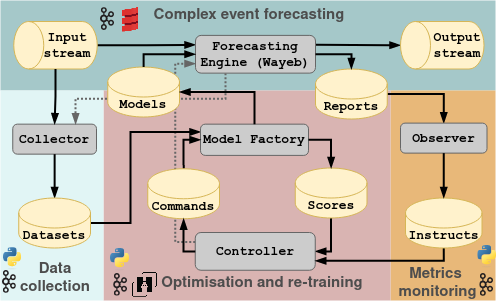 Complex event forecasting
Input
stream
Forecasting
Engine (Wayeb)
Output
stream
Models
Reports
Collector
Model Factory
Observer
Commands
Scores
Datasets
Instructs
Controller
Data
collection
H
Optimisation and re-training
Metrics
monitoring